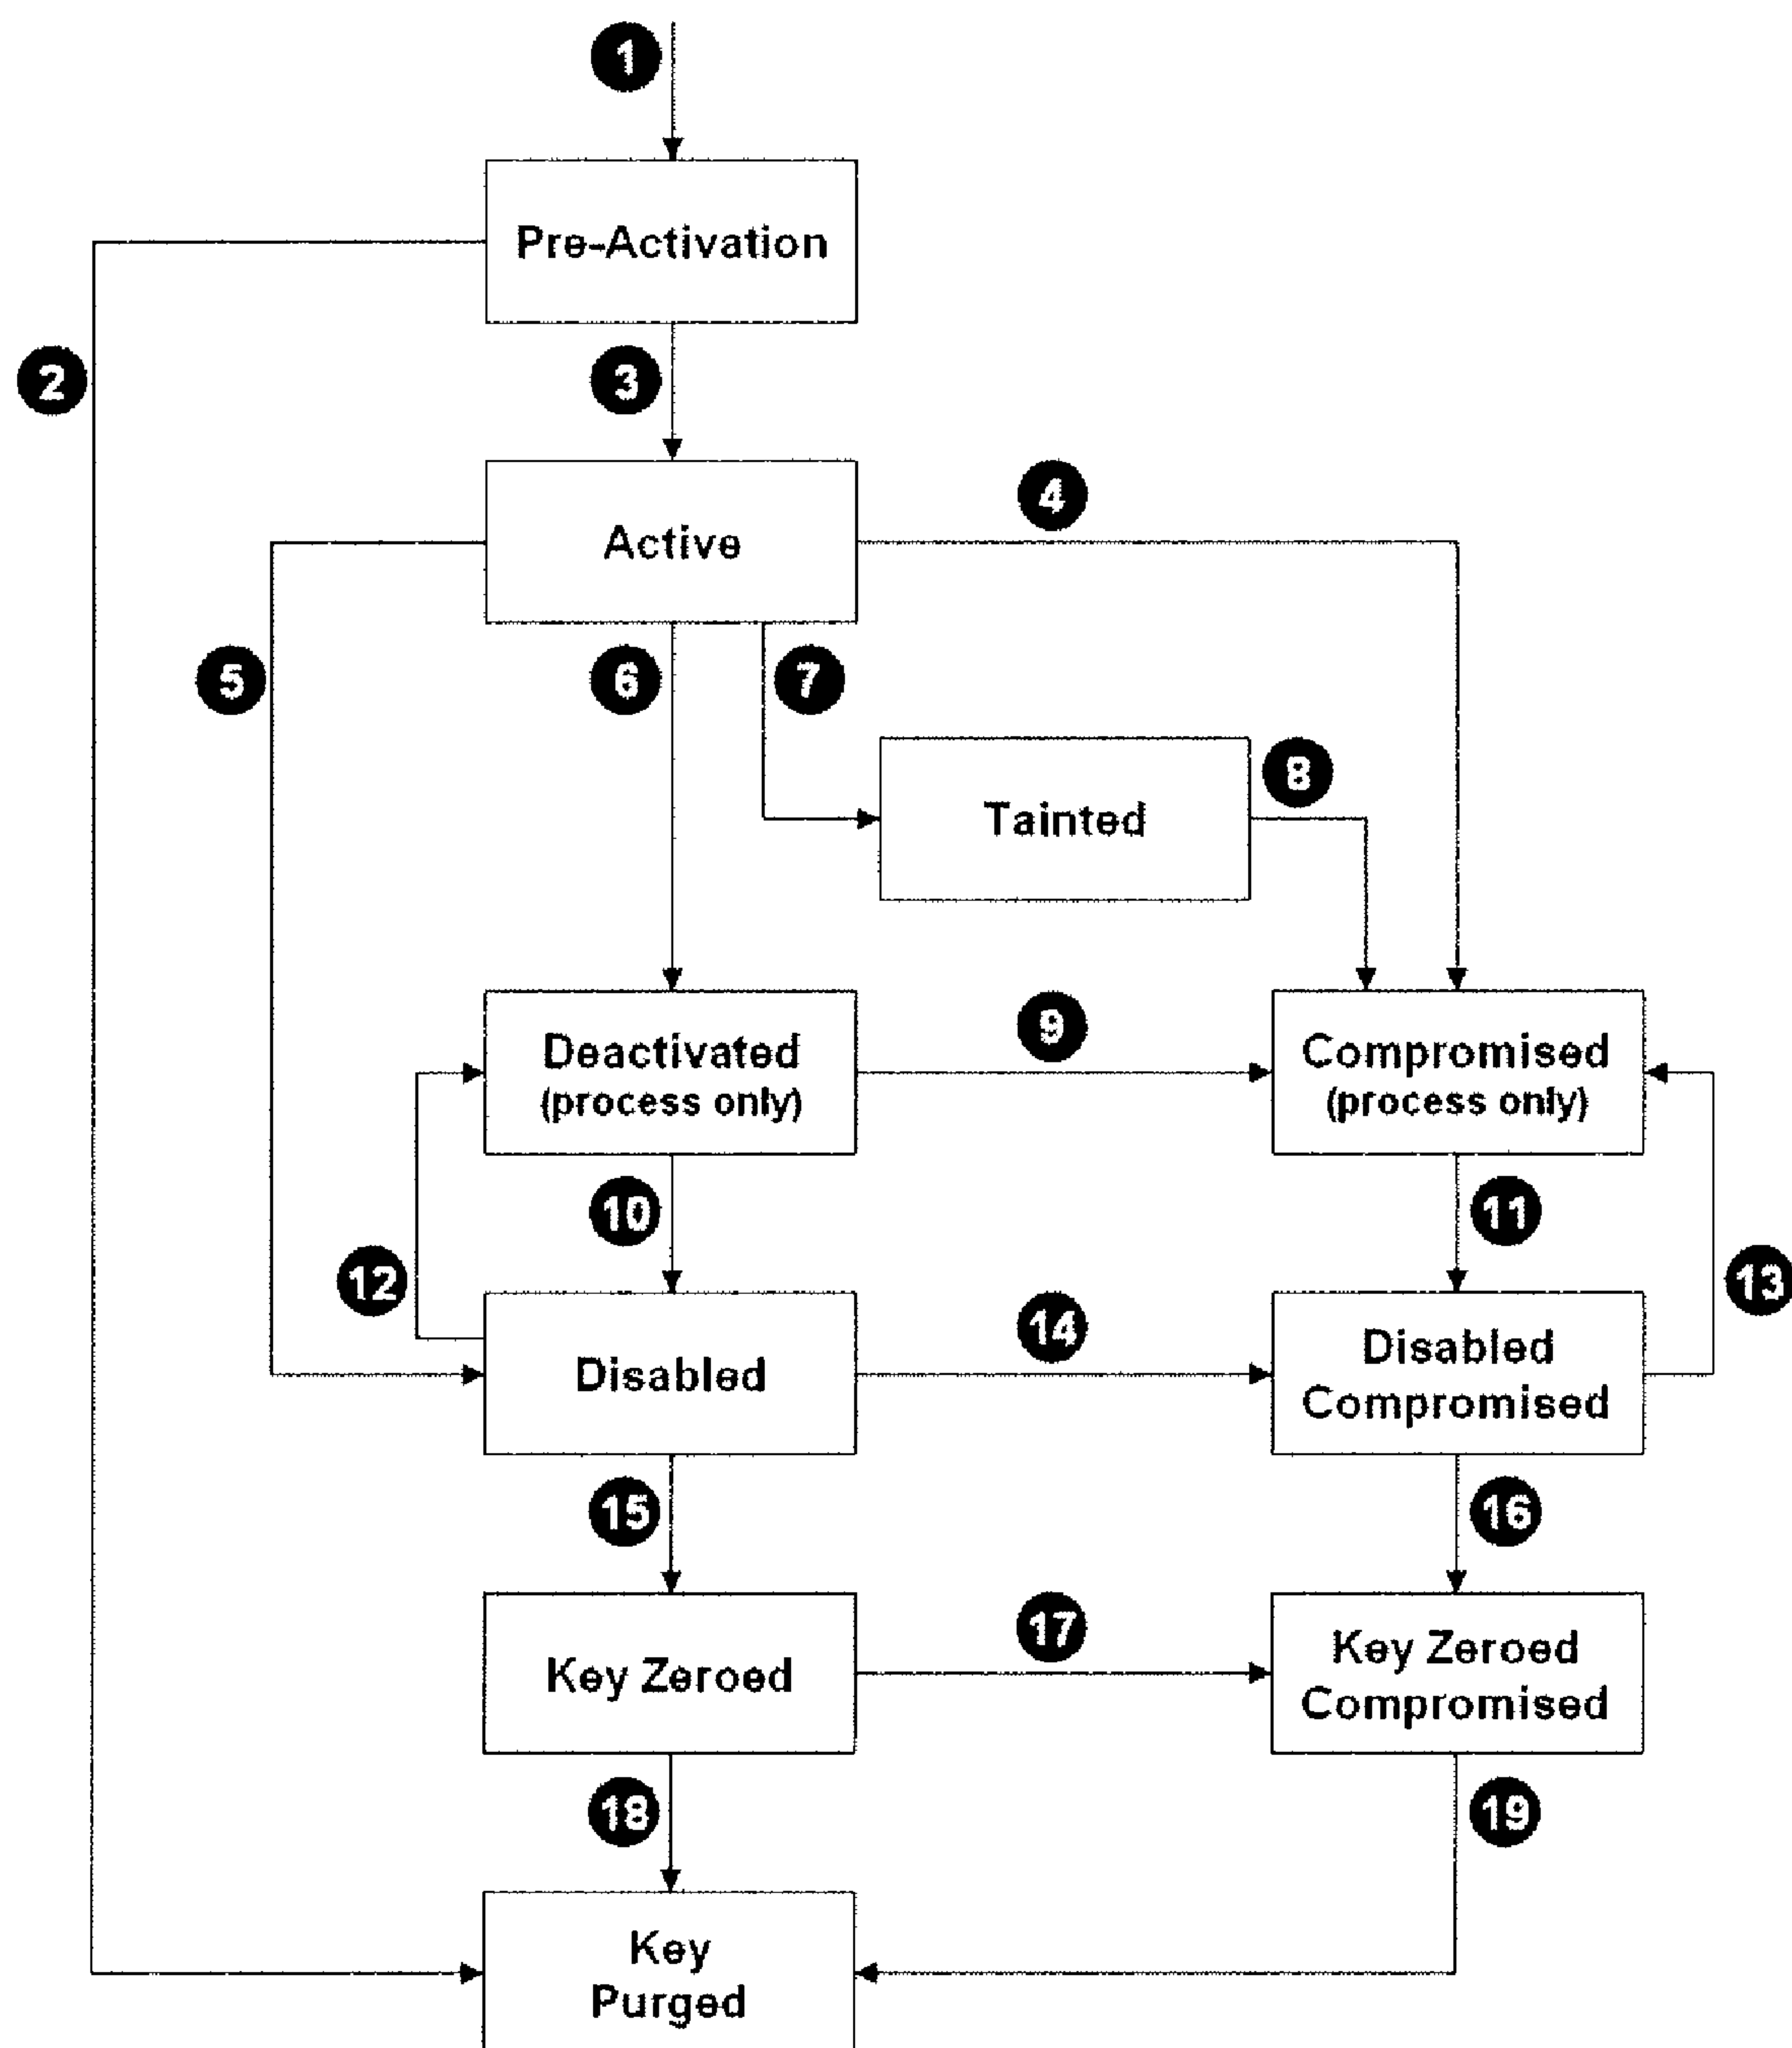 1
Pre-Activation
2
3
4
Active
5
6
7
8
Tainted
9
Deactivated
(process only)
Compromised
(process only)
10
11
12
13
14
Disabled
Disabled
Compromised
15
16
17
Key Zeroed
Key Zeroed
Compromised
18
19
Key
Purged